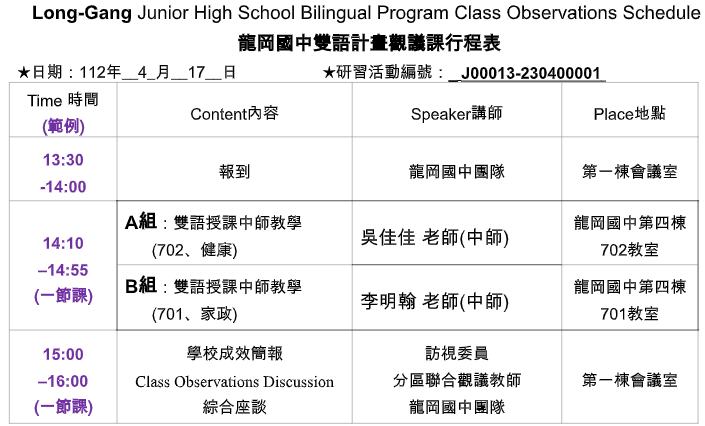 Long-Gang Junior High School Bilingual Program Class Observations Schedule
龍岡國中雙語計畫觀議課行程表
★日期：112年__4_月__17__日 ★研習活動編號：_J00013-230400001_
Time 時間
(範例)
Content內容
Speaker講師
Place地點
13:30
-14:00
報到
龍岡國中團隊
第一棟會議室
14:10
–14:55
(一節課)
A組：雙語授課中師教學
(702、健康)
吳佳佳 老師(中師)
龍岡國中第四棟
702教室
B組：雙語授課中師教學
(701、家政)
李明翰 老師(中師)
龍岡國中第四棟
701教室
15:00
–16:00
(一節課)
學校成效簡報
Class Observations Discussion
綜合座談
訪視委員
分區聯合觀議教師
龍岡國中團隊
第一棟會議室